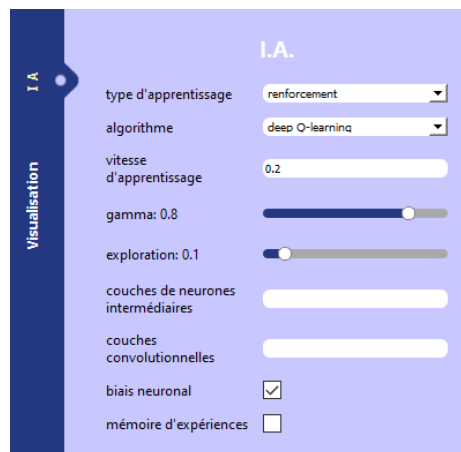 I.A.
I A
type d'apprentissage
renforcement
algorithme
deep Q-learning
vitesse
d'apprentissage
0.2
Visualisation
gamma: 0.8
exploration: 0.1
couches de neurones
intermédiaires
couches
convolutionnelles
biais neuronal
mémoire d'expériences